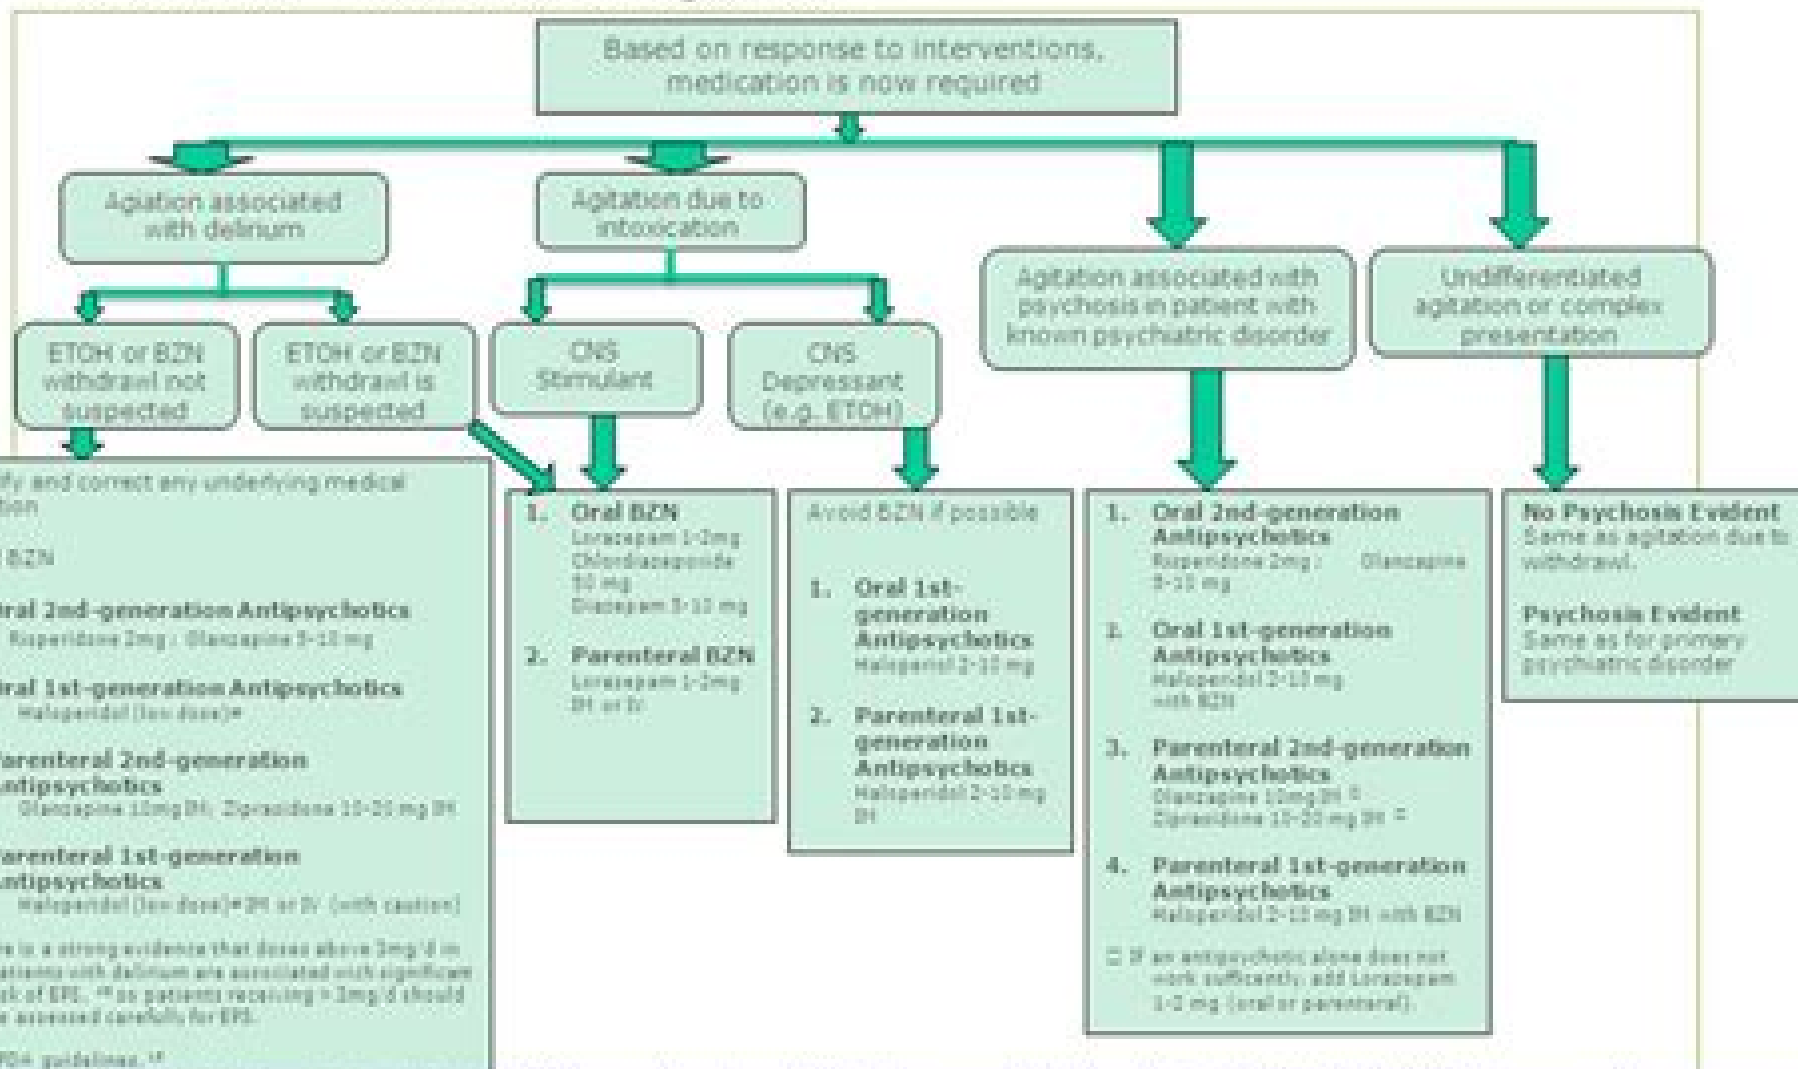 Based on response to interventions,
medication is now required
Agiation associated
with delirium
Agitation due to
intoxication
Agitation associated with
psychosis in patient with
known psychiatric disorder
Undifferentiated
agitation or complex
presentation
ETOH or BZN
withdrawl not
suspected
ETOH or BZN
withdrawl is
suspected
CNS
Stimulant
CNS
Depressant
(e.g. ETOH)
and correct any underlying medical
BZN
2nd-generation Antipsychotics
Risperidone 2mg; Olanzapine 5-10 mg
1st-generation Antipsychotics
Haloperidol (low dose)*
2nd-generation
Olanzapine 10mg IM; Ziprasidone 10-20 mg IM
1st-generation
Haloperidol (low dose)* IM or IV (with caution)
is a strong evidence that doses above 3mg/d in
with delirium are associated with significant
of EPS, so patients receiving > 3mg/d should
assessed carefully for EPS.
guidelines.
1. Oral BZN
Lorazepam 1-2mg
Chlordiazepoxide
50 mg
Diazepam 5-10 mg
2. Parenteral BZN
Lorazepam 1-2mg
IM or IV
Avoid BZN if possible
1. Oral 1st-
generation
Antipsychotics
Haloperidol 2-10 mg
2. Parenteral 1st-
generation
Antipsychotics
Haloperidol 2-10 mg
IM
1. Oral 2nd-generation
Antipsychotics
Risperidone 2mg; Olanzapine
5-10 mg
2. Oral 1st-generation
Antipsychotics
Haloperidol 2-10 mg
with BZN
3. Parenteral 2nd-generation
Antipsychotics
Olanzapine 10mg IM
Ziprasidone 10-20 mg IM
4. Parenteral 1st-generation
Antipsychotics
Haloperidol 2-10 mg IM with BZN
If an antipsychotic alone does not
work sufficently, add Lorazepam
1-2 mg (oral or parenteral).
No Psychosis Evident
Same as agitation due to
withdrawl.
Psychosis Evident
Same as for primary
psychiatric disorder